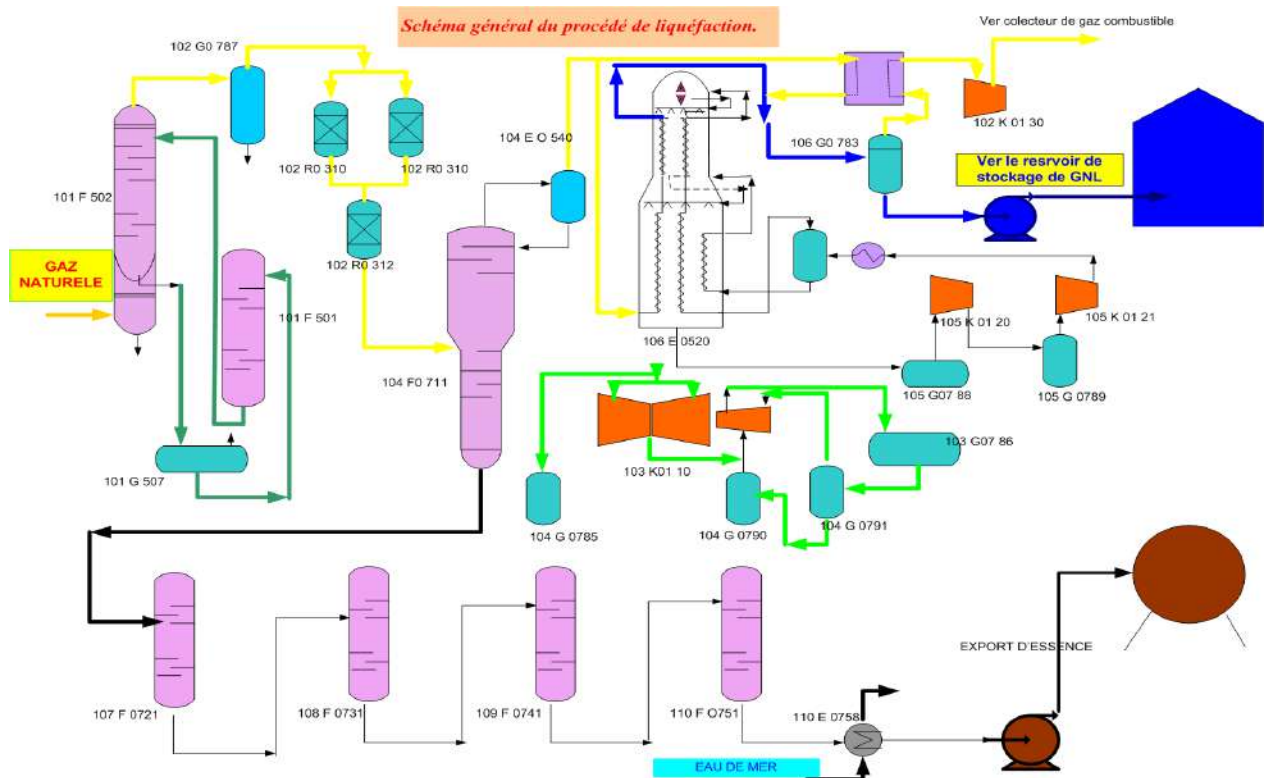 Schéma général du procédé de liquéfaction.
Ver colecteur de gaz combustible
102 G0 787
102 R0 310
102 R0 310
104 E O 540
102 K 01 30
106 G0 783
Ver le resrvoir de
stockage de GNL
101 F 502
102 R0 312
GAZ
NATURELE
101 F 501
105 K 01 20
105 K 01 21
106 E 0520
104 F0 711
105 G07 88
105 G 0789
101 G 507
103 K01 10
103 G07 86
104 G 0785
104 G 0790
104 G 0791
EXPORT D'ESSENCE
107 F 0721
108 F 0731
109 F 0741
110 F O751
110 E 0758
EAU DE MER